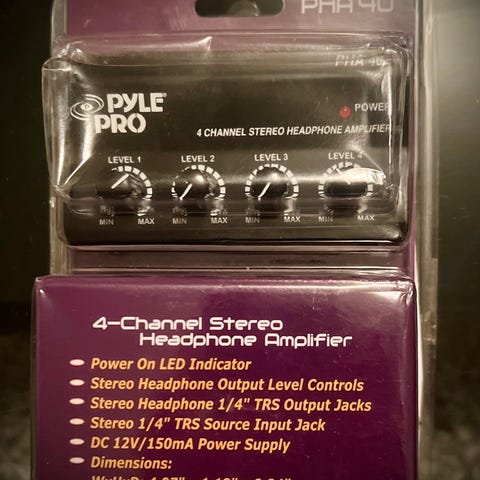 PHA 40
PHA 40
PYLE®
PRO
POWER
4 CHANNEL STEREO HEADPHONE AMPLIFIER
LEVEL 1 LEVEL 2 LEVEL 3 LEVEL 4
MIN MAX MIN MAX MIN MAX MIN MAX
4-Channel Stereo
Headphone Amplifier
Power On LED Indicator
Stereo Headphone Output Level Controls
Stereo Headphone 1/4" TRS Output Jacks
Stereo 1/4" TRS Source Input Jack
DC 12V/150mA Power Supply
Dimensions: